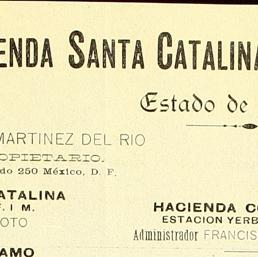 ENDA SANTA CATALINA
Estado de
MARTINEZ DEL RIO
OPIETARIO.
do 250 México, D. F.
CATALINA
F. I M.
OTO
AMO
HACIENDA C
ESTACION YERB
Administrador FRANCIS